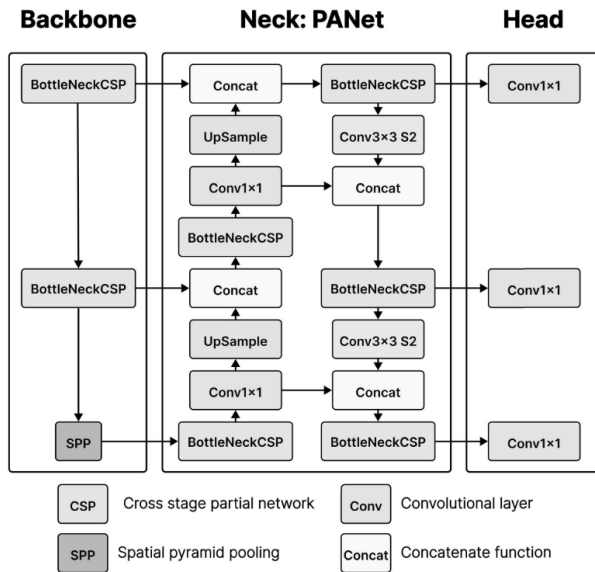 Backbone Neck: PANet Head
BottleNeckCSP Concat BottleNeckCSP Conv1×1
UpSample Conv3×3 S2
Conv1×1 Concat
BottleNeckCSP
BottleNeckCSP Concat BottleNeckCSP Conv1×1
UpSample Conv3×3 S2
Conv1×1 Concat
SPP BottleNeckCSP BottleNeckCSP Conv1×1
CSP Cross stage partial network Conv Convolutional layer
SPP Spatial pyramid pooling Concat Concatenate function